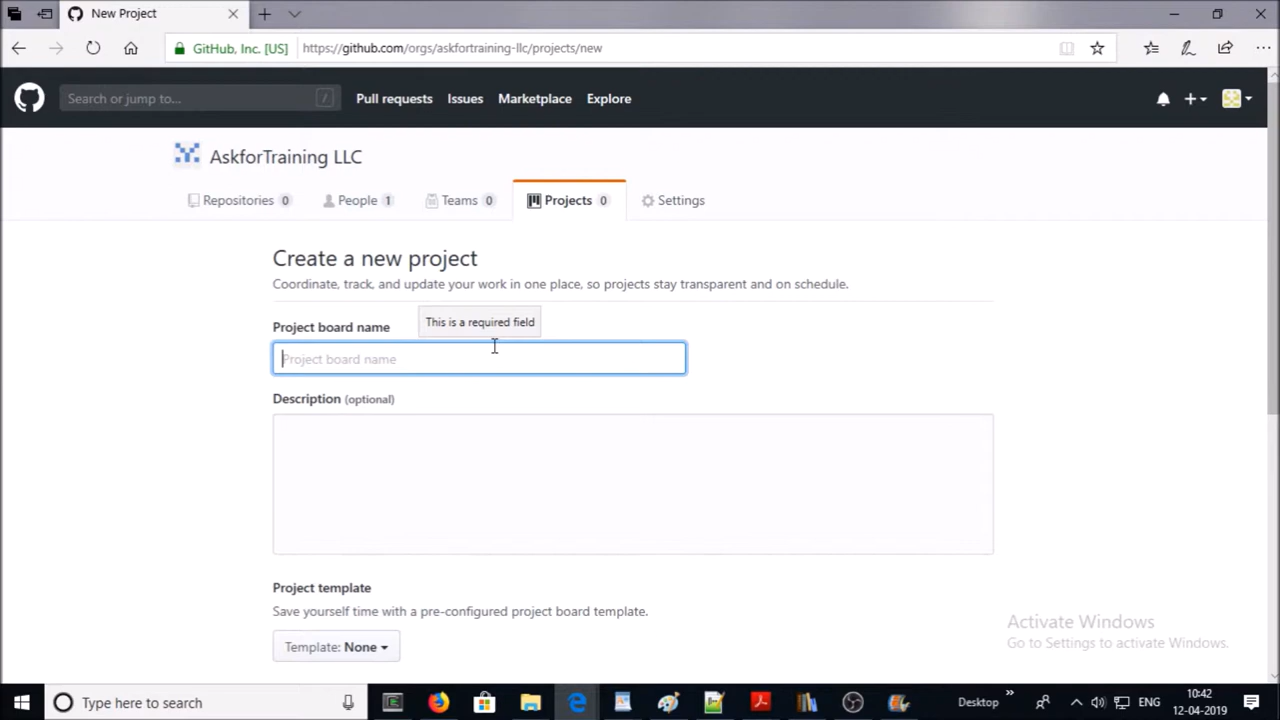 New Project
GitHub, Inc. [US] https://github.com/orgs/askfortraining-llc/projects/new
Search or jump to... / Pull requests Issues Marketplace Explore
AskforTraining LLC
Repositories 0 People 1 Teams 0 Projects 0 Settings
Create a new project
Coordinate, track, and update your work in one place, so projects stay transparent and on schedule.
This is a required field
Project board name
Project board name
Description (optional)
Project template
Save yourself time with a pre-configured project board template.
Template: None
Activate Windows
Go to Settings to activate Windows.
Type here to search Desktop ENG 10:42
12-04-2019